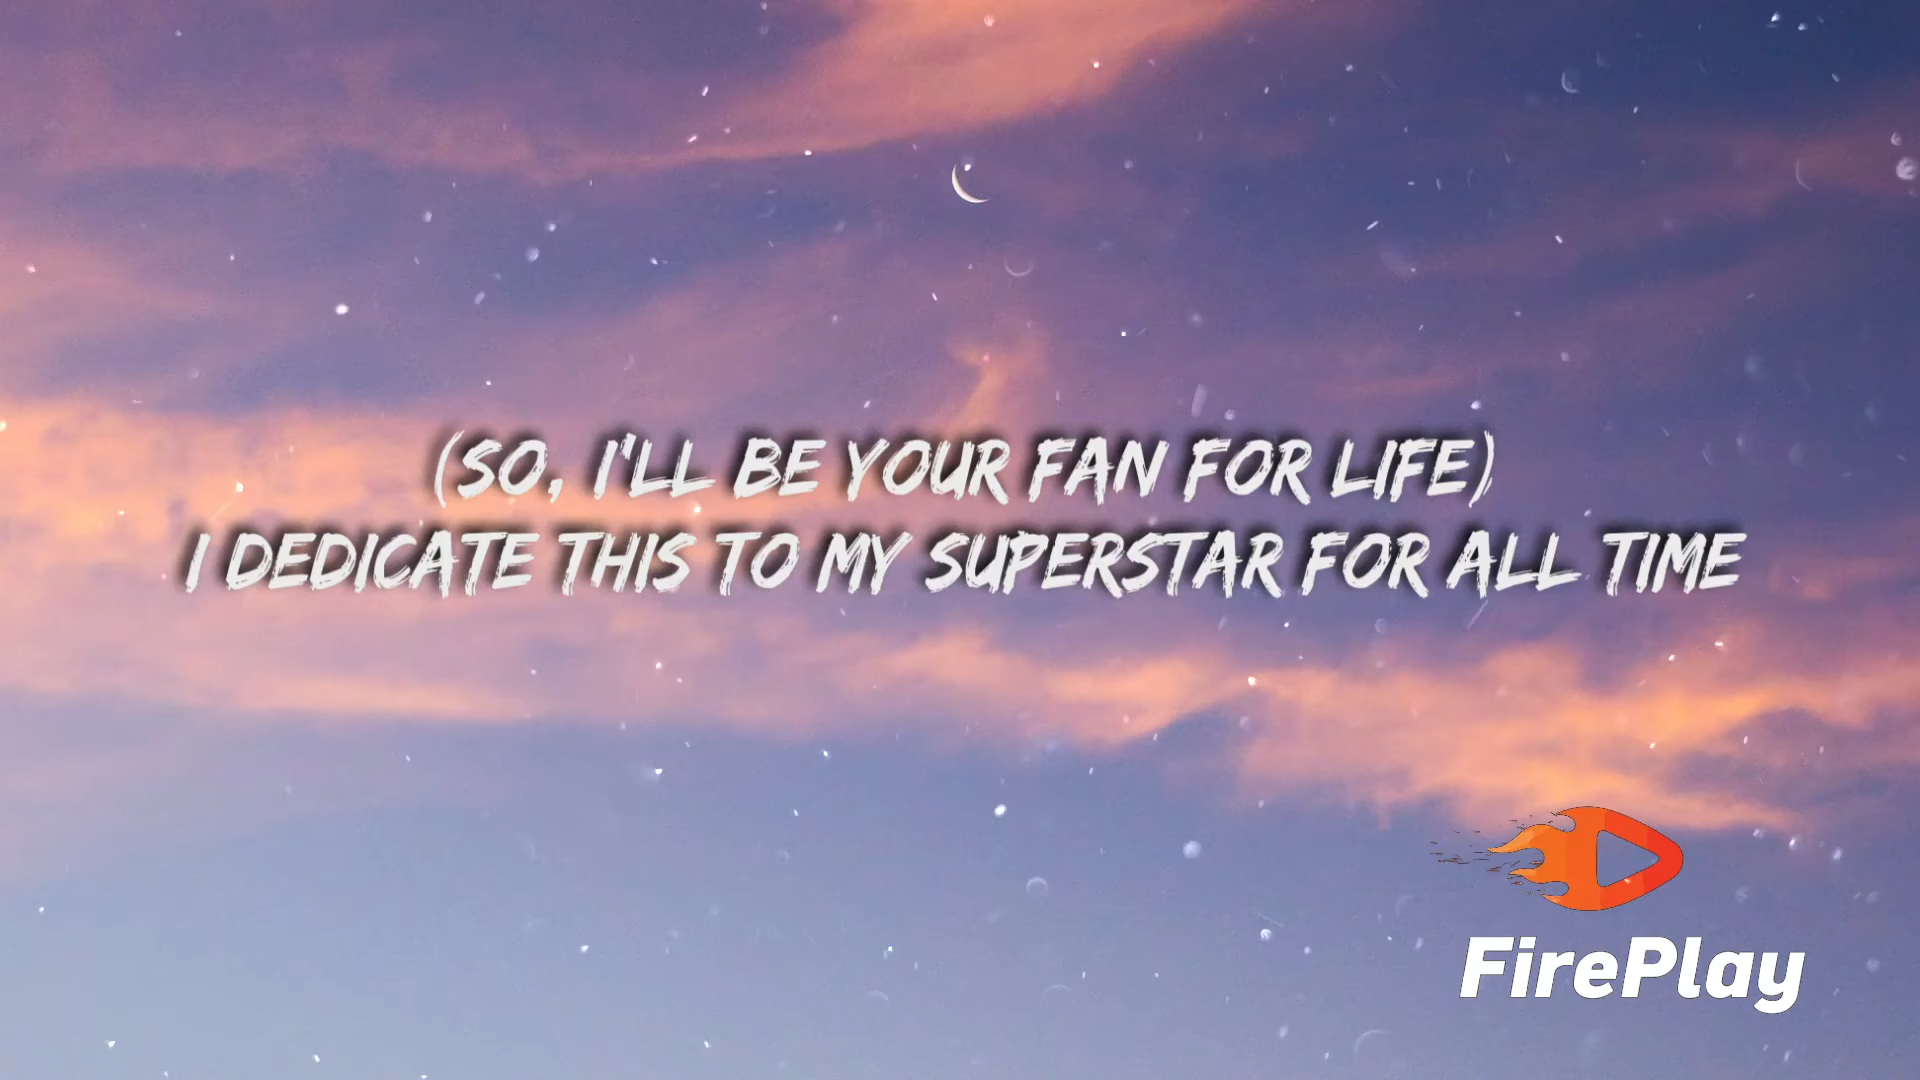 (SO, I'LL BE YOUR FAN FOR LIFE)
I DEDICATE THIS TO MY SUPERSTAR FOR ALL TIME
FirePlay